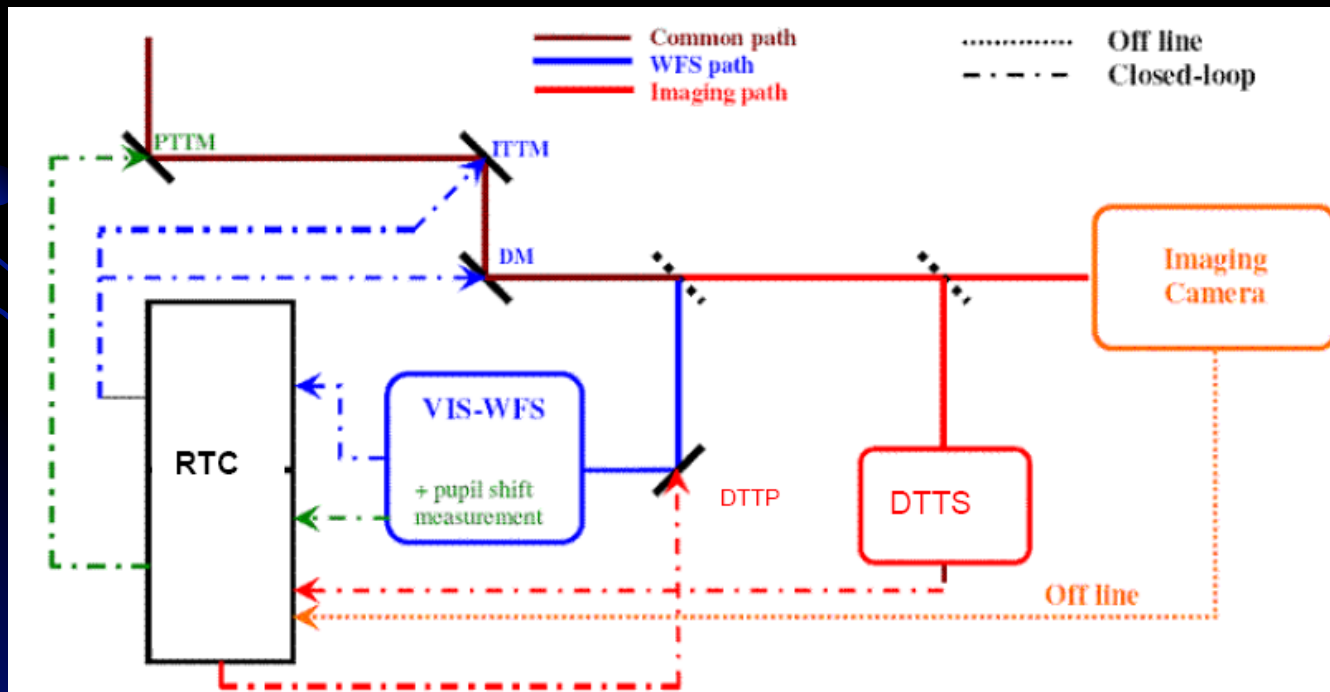 Common path
WFS path
Imaging path
Off line
Closed-loop
PTTM
ITTM
DM
Imaging
Camera
VIS-WFS
+ pupil shift
measurement
RTC
DTTP
DTTS
Off line